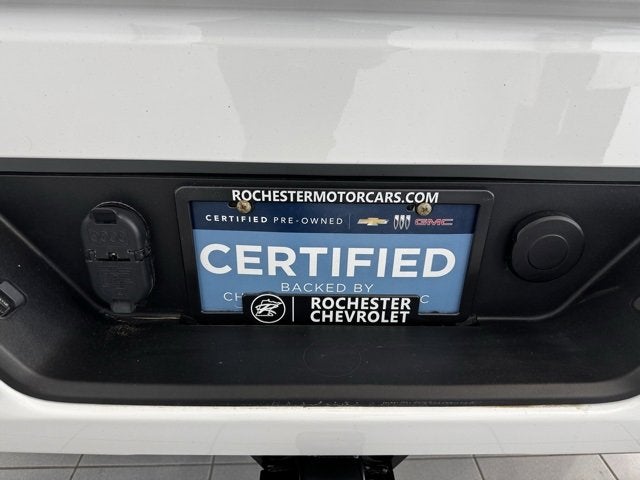 ROCHESTERMOTORCARS.COM
CERTIFIED PRE-OWNED GMC
CERTIFIED
BACKED BY
ROCHESTER
CHEVROLET